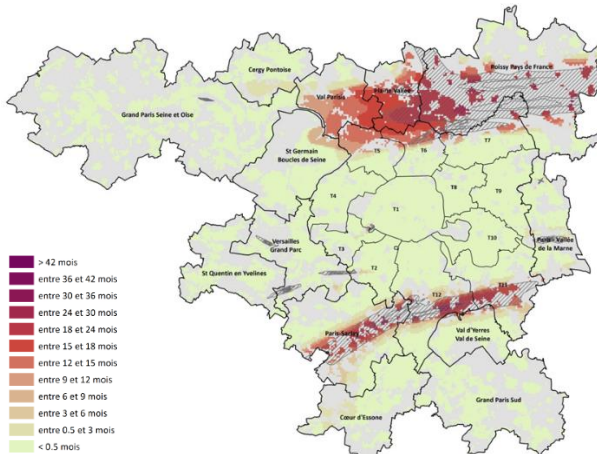 Cergy Pontoise
Roissy Pays de France
Val Parisis
Plaine Vallée
Grand Paris Seine et Oise
St Germain
Boucles de Seine
T5
T6
T7
T4
T8
T9
T1
Versailles
Grand Parc
T3
T10
de la Marne
St Quentin en Yvelines
T2
> 42 mois
entre 36 et 42 mois
entre 30 et 36 mois
entre 24 et 30 mois
entre 18 et 24 mois
entre 15 et 18 mois
entre 12 et 15 mois
entre 9 et 12 mois
entre 6 et 9 mois
entre 3 et 6 mois
entre 0.5 et 3 mois
< 0.5 mois
T12
Paris-Saclay
Val d'Yerres
Val de Seine
Cœur d'Essone
Grand Paris Sud